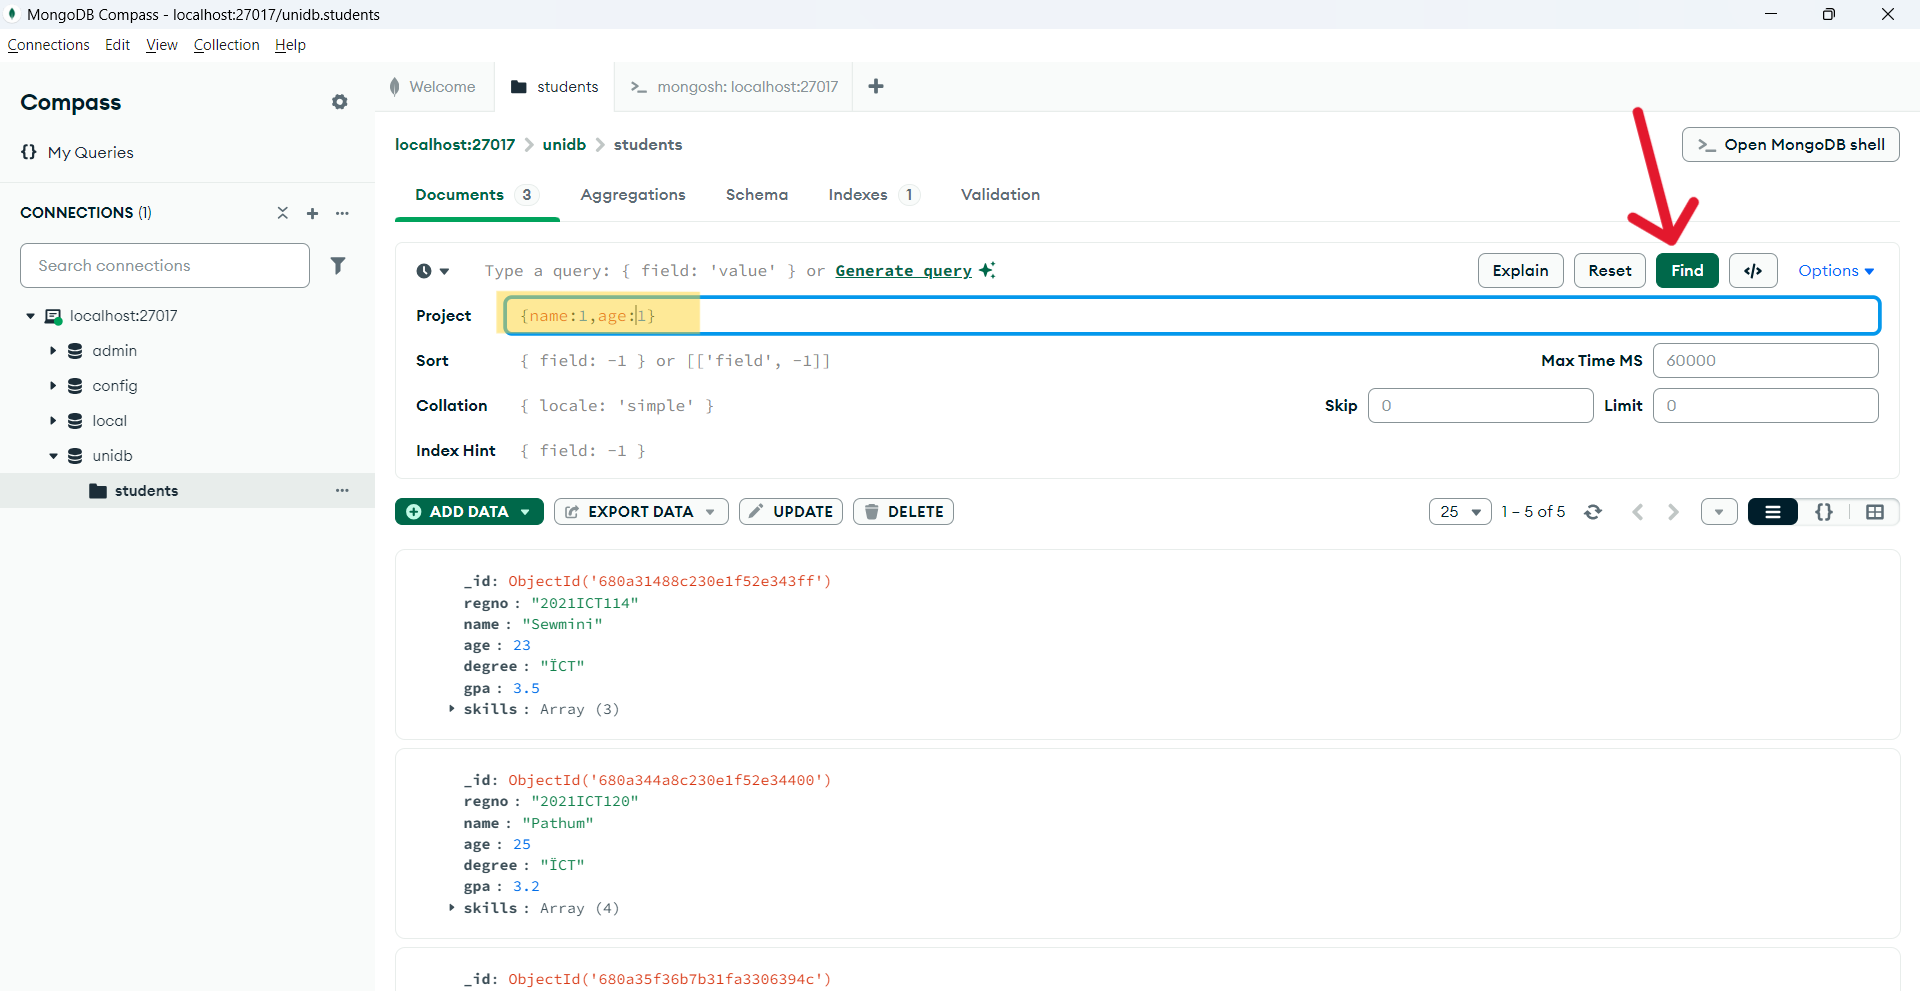 MongoDB Compass - localhost:27017/unidb.students
Connections Edit View Collection Help
Compass
{} My Queries
CONNECTIONS (1)
Search connections
localhost:27017
admin
config
local
unidb
students
Welcome
students
>_ mongosh: localhost:27017
localhost:27017 > unidb > students
>_ Open MongoDB shell
Documents 3 Aggregations Schema Indexes 1 Validation
Type a query: { field: 'value' } or Generate query
Explain Reset Find </> Options
Project {name:1,age:1}
Sort { field: -1 } or [['field', -1]]
Max Time MS 60000
Collation { locale: 'simple' }
Skip 0 Limit 0
Index Hint { field: -1 }
ADD DATA EXPORT DATA UPDATE DELETE
25 1 – 5 of 5 {}
_id: ObjectId('680a31488c230e1f52e343ff')
regno : "2021ICT114"
name : "Sewmini"
age : 23
degree : "ÏCT"
gpa : 3.5
skills : Array (3)
_id: ObjectId('680a344a8c230e1f52e34400')
regno : "2021ICT120"
name : "Pathum"
age : 25
degree : "ÏCT"
gpa : 3.2
skills : Array (4)
_id: ObjectId('680a35f36b7b31fa3306394c')